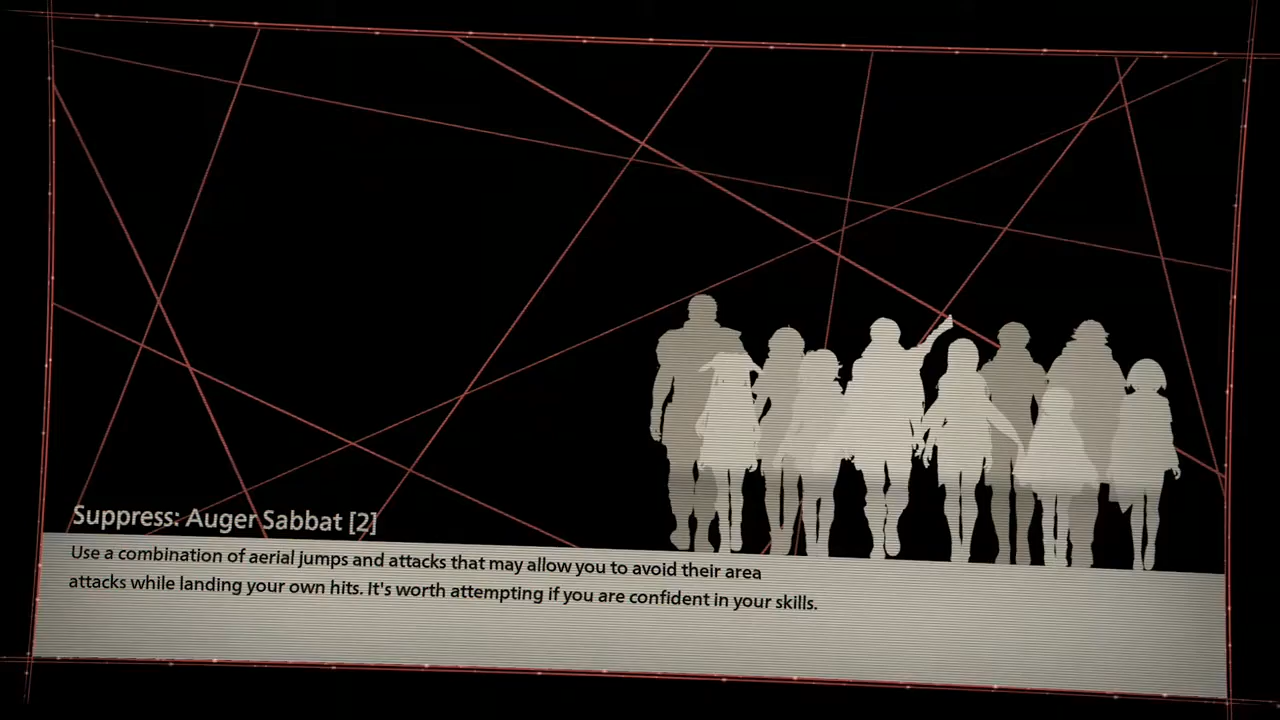 Suppress: Auger Sabbat [2]
Use a combination of aerial jumps and attacks that may allow you to avoid their area
attacks while landing your own hits. It's worth attempting if you are confident in your skills.